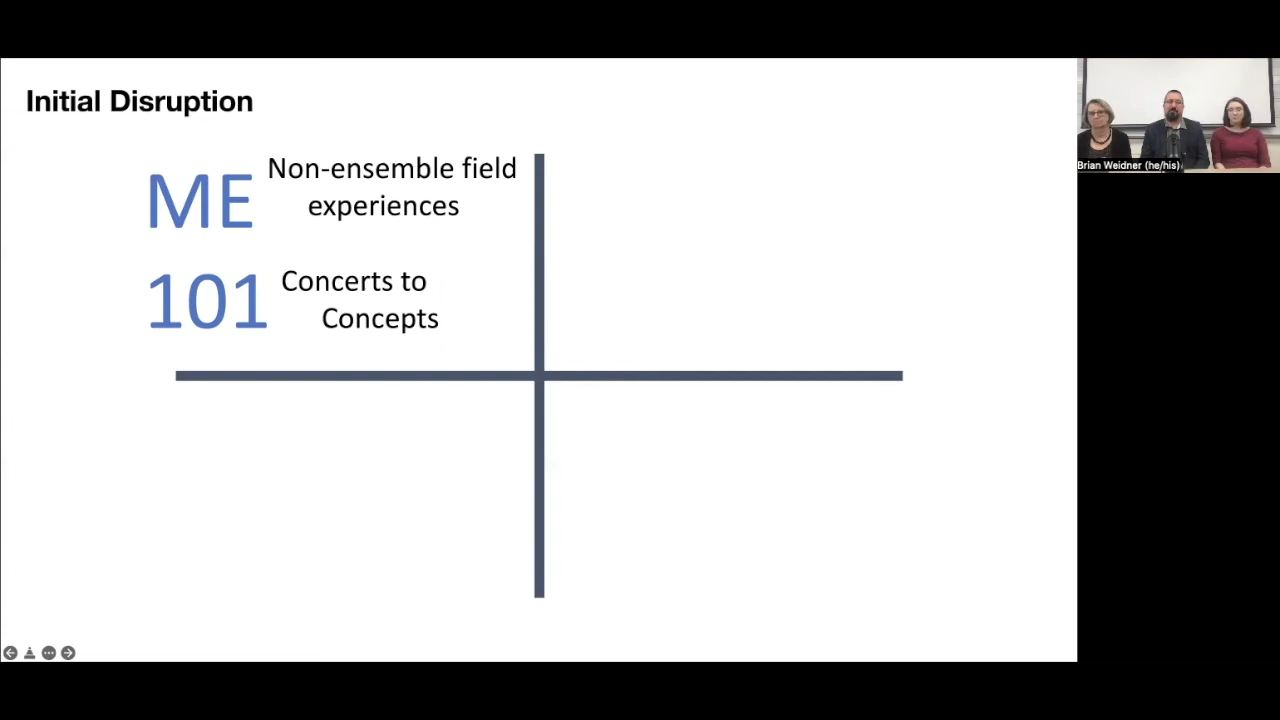 Initial Disruption
ME
101
Non-ensemble field
experiences
Concerts to
Concepts
Brian Weidner (he/his)